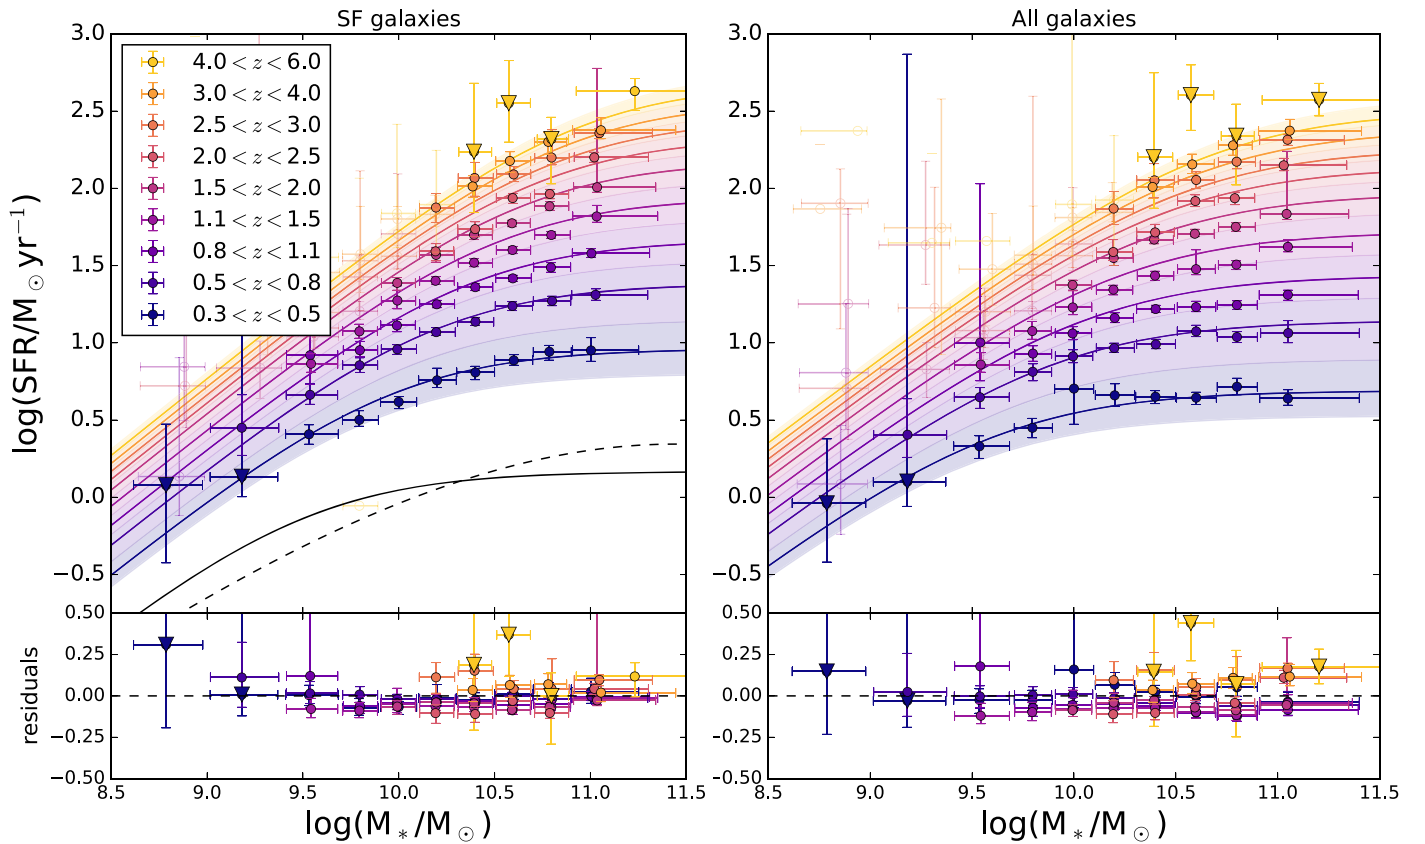 SF galaxies
All galaxies
log(SFR/M⊙ yr⁻¹)
3.0
2.5
2.0
1.5
1.0
0.5
0.0
−0.5
4.0 < z < 6.0
3.0 < z < 4.0
2.5 < z < 3.0
2.0 < z < 2.5
1.5 < z < 2.0
1.1 < z < 1.5
0.8 < z < 1.1
0.5 < z < 0.8
0.3 < z < 0.5
3.0
2.5
2.0
1.5
1.0
0.5
0.0
−0.5
residuals
0.50
0.25
0.00
−0.25
−0.50
0.50
0.25
0.00
−0.25
−0.50
8.5 9.0 9.5 10.0 10.5 11.0 11.5
8.5 9.0 9.5 10.0 10.5 11.0 11.5
log(M∗/M⊙)
log(M∗/M⊙)